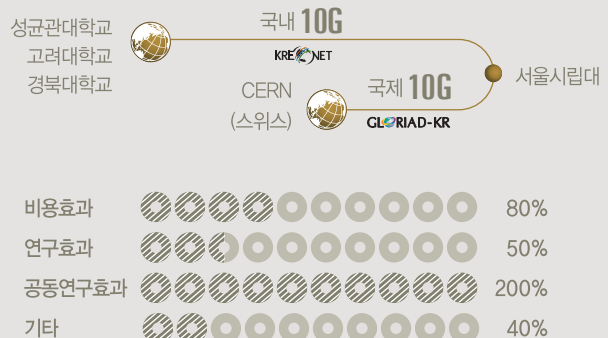 성균관대학교
고려대학교
경북대학교
국내 10G
KREONET
CERN
(스위스)
국제 10G
GLORIAD-KR
서울시립대
비용효과 80%
연구효과 50%
공동연구효과 200%
기타 40%